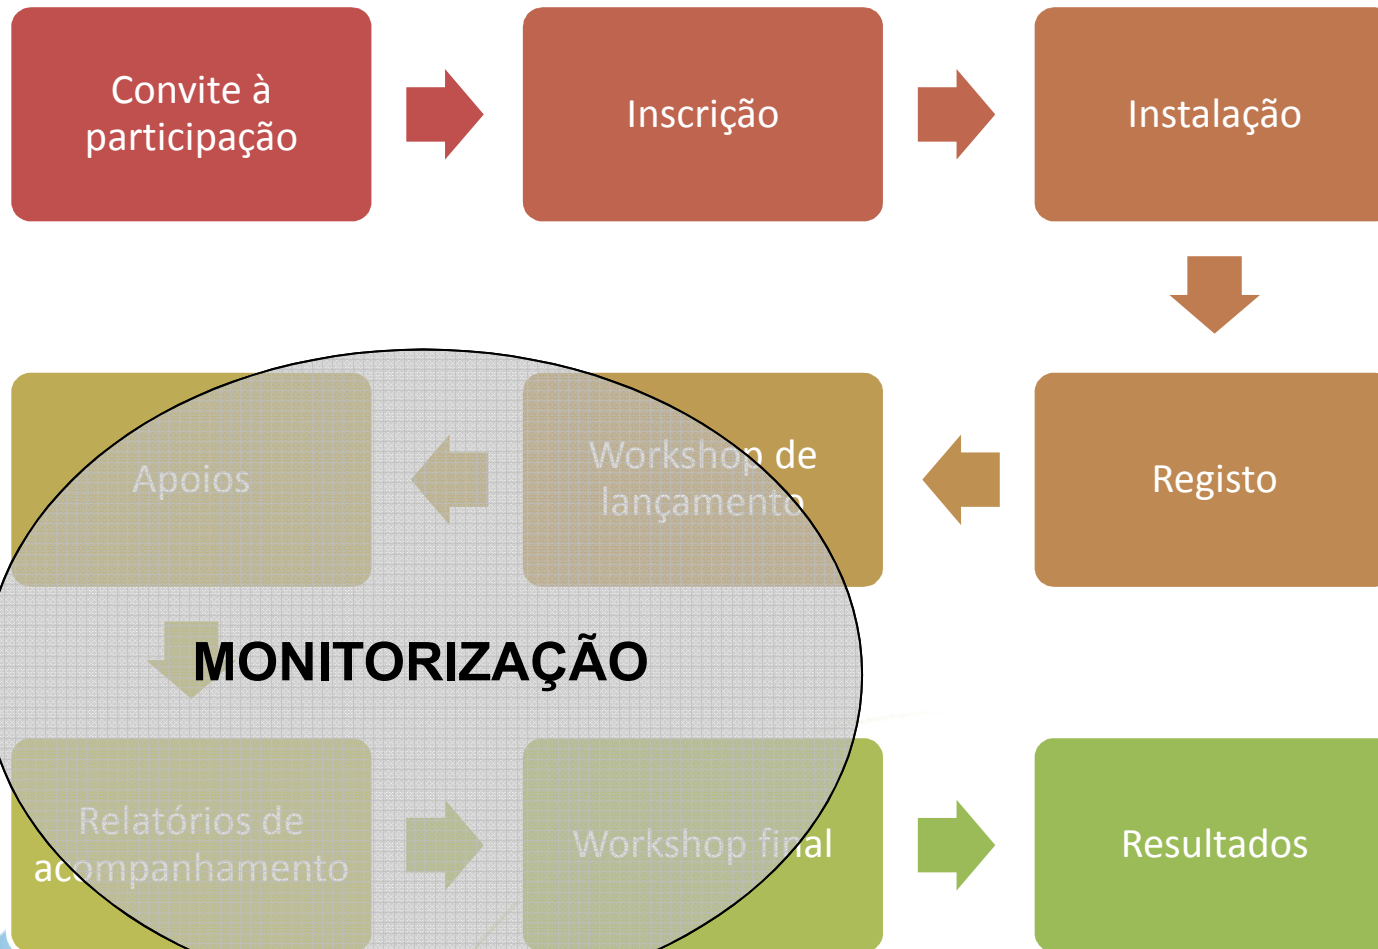 Convite à
participação
Inscrição
Instalação
Apoios
Workshop de
lançamento
Registo
MONITORIZAÇÃO
Relatórios de
acompanhamento
Workshop final
Resultados